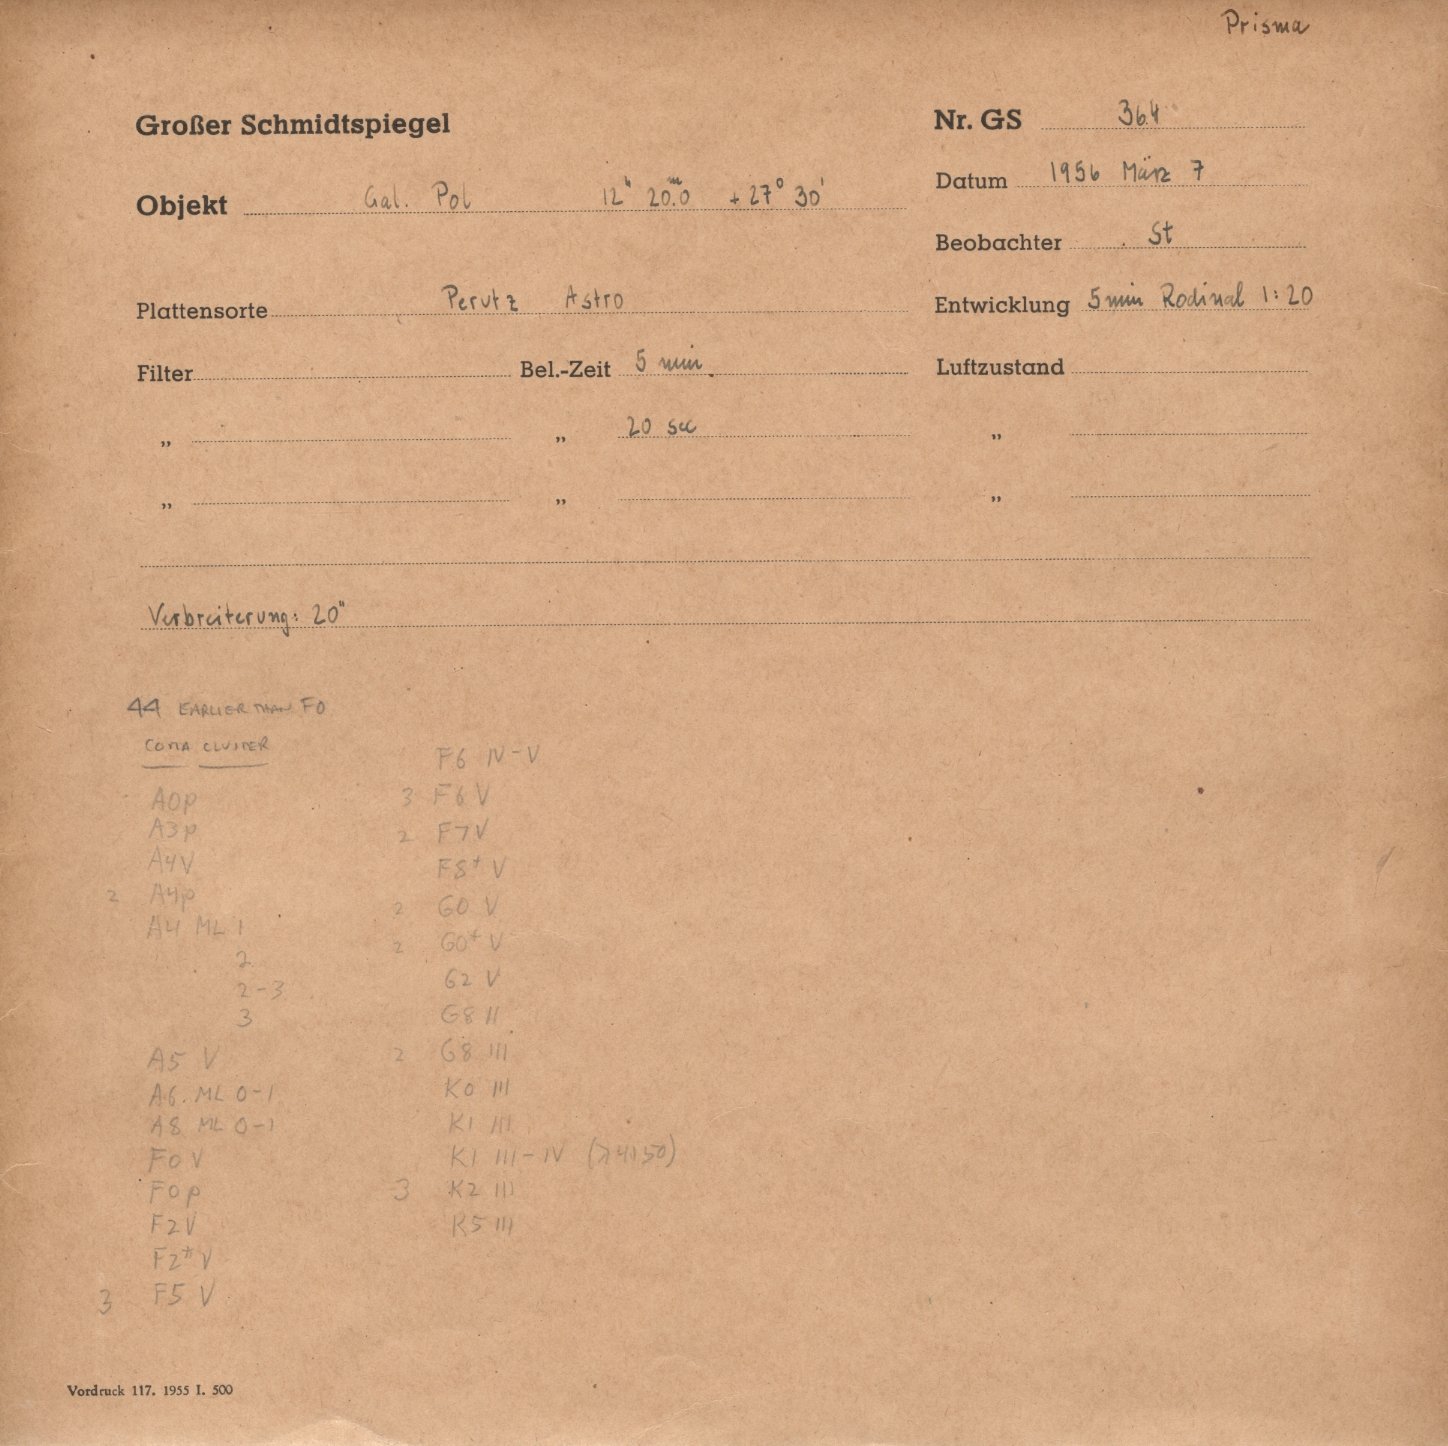 Prisma
Großer Schmidtspiegel
Nr. GS 364
Objekt Gal. Pol 12ʰ 20.ᵐ0 + 27° 30'
Datum 1956 März 7
Beobachter St
Plattensorte Perutz Astro
Entwicklung 5 min Rodinal 1:20
Filter Bel.-Zeit 5 min. Luftzustand
„ „ 20 sec „
„ „ „
Verbreiterung: 20"
44 EARLIER THAN F0
COMA CLUSTER
A0p
A3p
A4V
2 A4p
A4 ML 1
2
2-3
3
A5 V
A6. ML 0-1
A8 ML 0-1
F0 V
F0p
F2V
F2+ V
3 F5 V
F6 IV-V
3 F6 V
2 F7V
F8+ V
2 G0 V
2 G0+ V
G2 V
G8 II
2 G8 III
K0 III
K1 III
K1 III-IV (λ4150)
3 K2 III
K5 III
Vordruck 117. 1955 I. 500